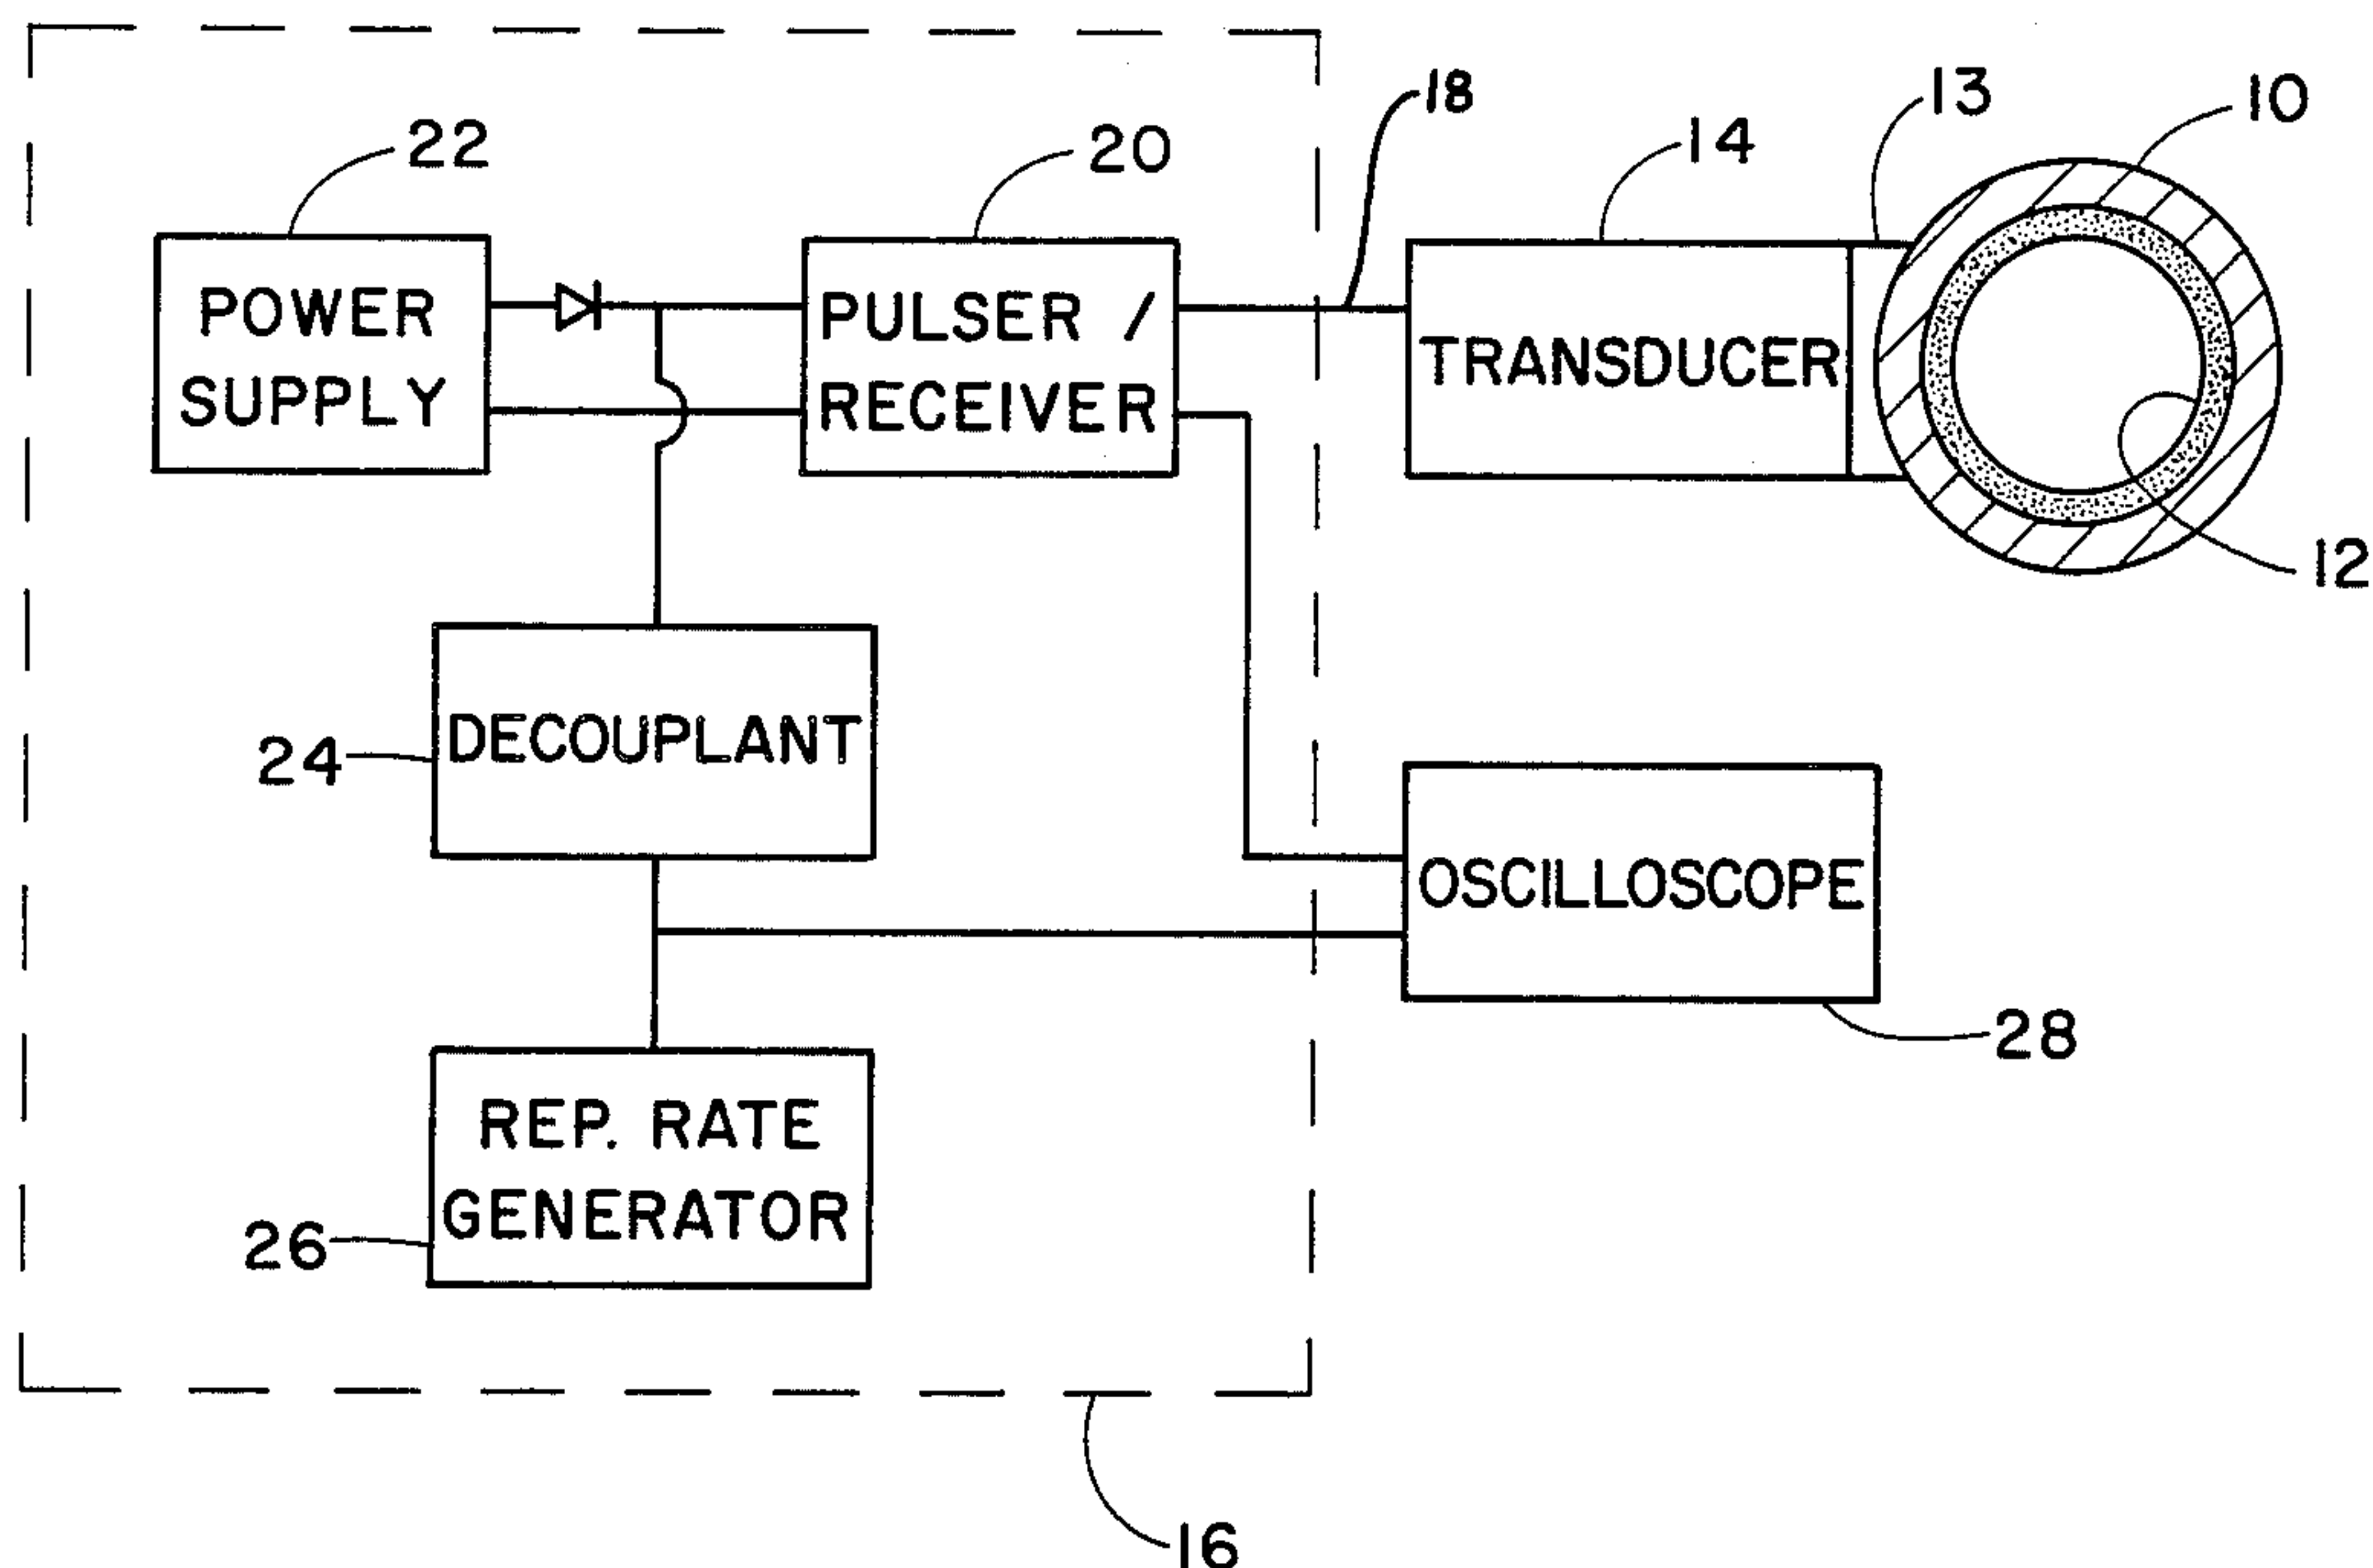 18
13
10
14
22
20
POWER
SUPPLY
PULSER /
RECEIVER
TRANSDUCER
12
24
DECOUPLANT
OSCILLOSCOPE
28
REP. RATE
GENERATOR
26
16